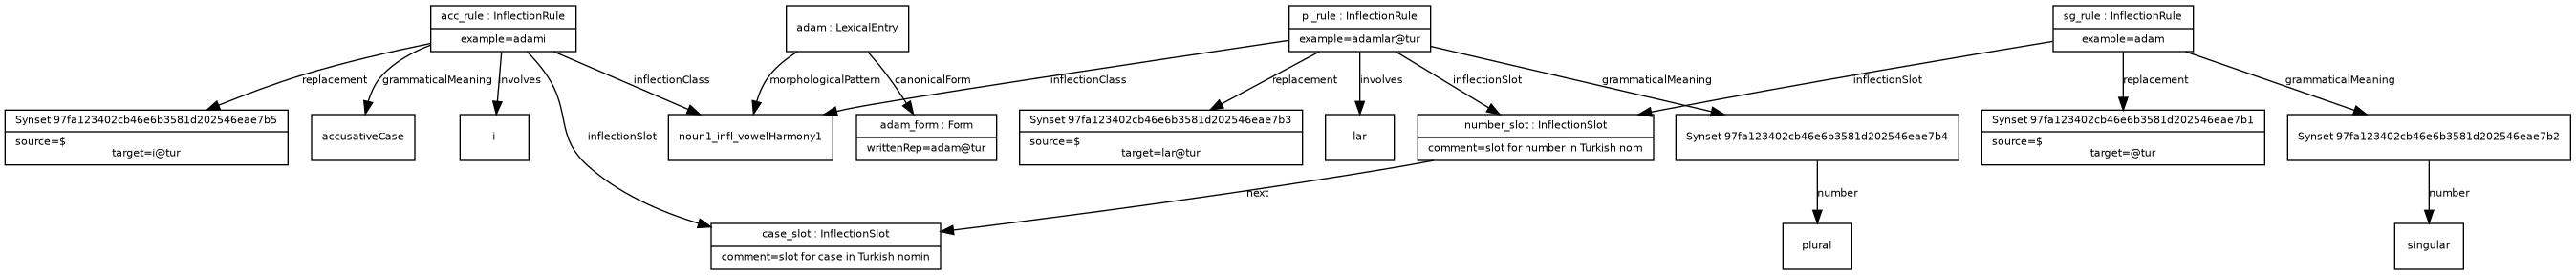 acc_rule : InflectionRule
example=adami
adam : LexicalEntry
pl_rule : InflectionRule
example=adamlar@tur
sg_rule : InflectionRule
example=adam
replacement
grammaticalMeaning
involves
inflectionSlot
inflectionClass
morphologicalPattern
canonicalForm
inflectionClass
replacement
involves
inflectionSlot
grammaticalMeaning
inflectionSlot
replacement
grammaticalMeaning
Synset 97fa123402cb46e6b3581d202546eae7b5
source=$
target=i@tur
accusativeCase
i
noun1_infl_vowelHarmony1
adam_form : Form
writtenRep=adam@tur
Synset 97fa123402cb46e6b3581d202546eae7b3
source=$
target=lar@tur
lar
number_slot : InflectionSlot
comment=slot for number in Turkish nom
Synset 97fa123402cb46e6b3581d202546eae7b4
Synset 97fa123402cb46e6b3581d202546eae7b1
source=$
target=@tur
Synset 97fa123402cb46e6b3581d202546eae7b2
next
number
number
case_slot : InflectionSlot
comment=slot for case in Turkish nomin
plural
singular